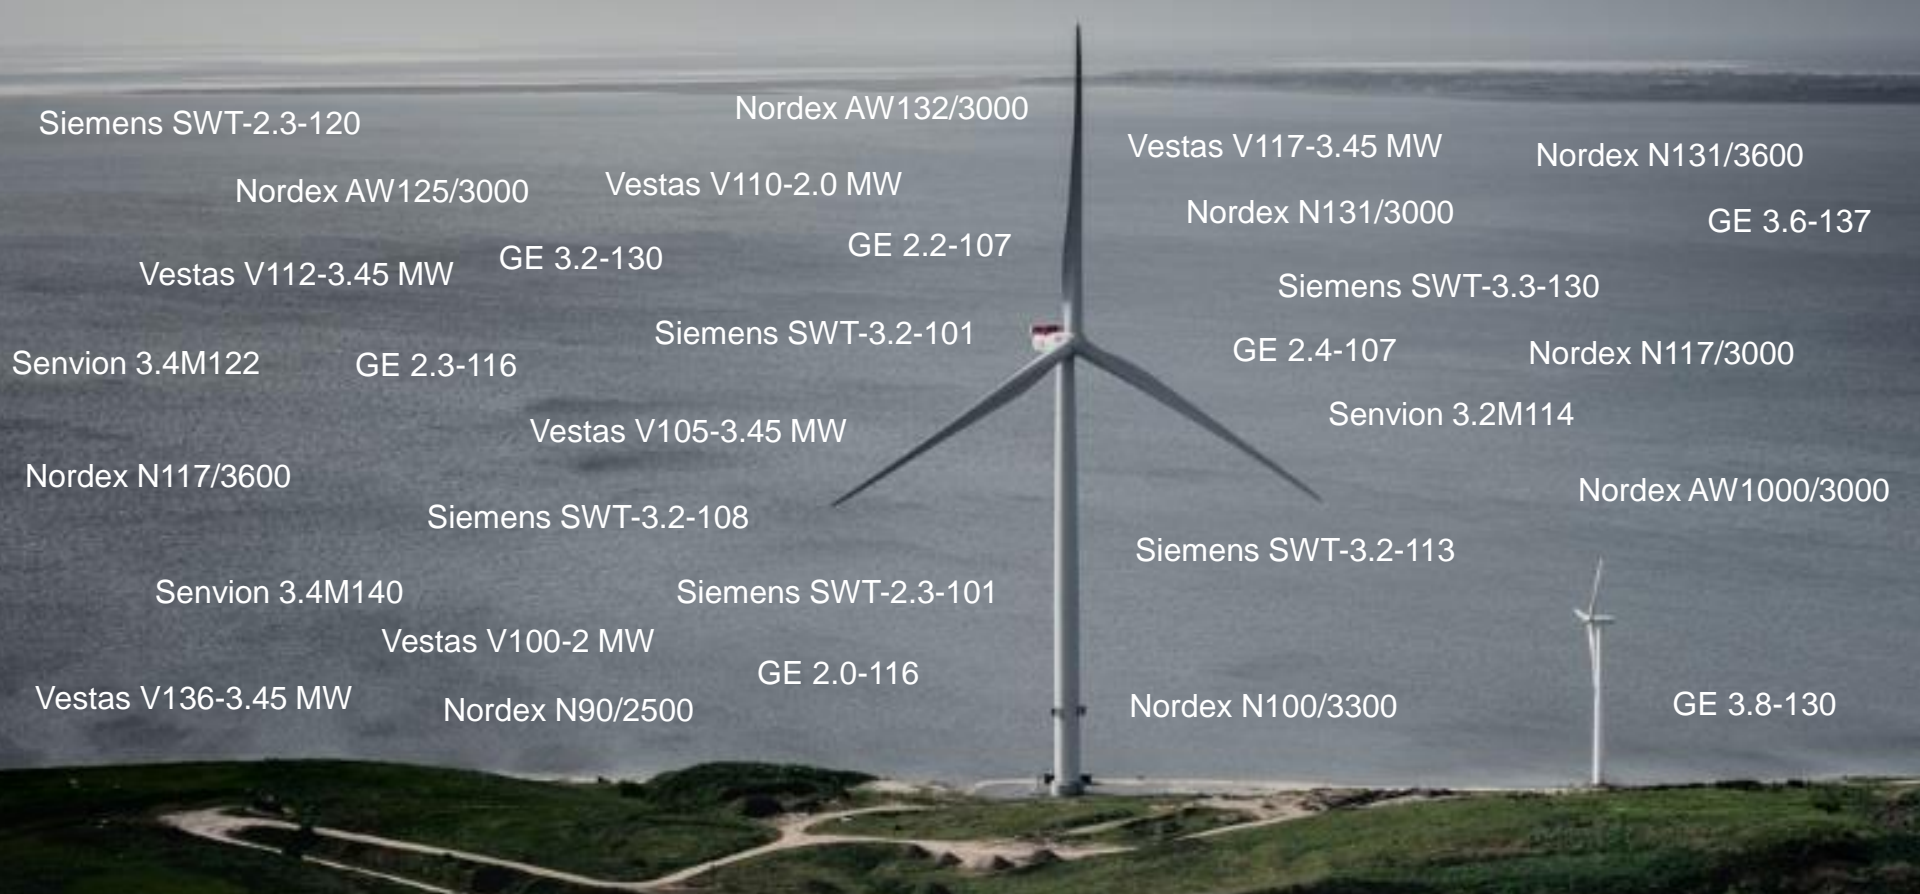 Nordex AW132/3000
Siemens SWT-2.3-120
Vestas V117-3.45 MW
Nordex N131/3600
Vestas V110-2.0 MW
Nordex AW125/3000
Nordex N131/3000
GE 3.6-137
GE 2.2-107
GE 3.2-130
Vestas V112-3.45 MW
Siemens SWT-3.3-130
Siemens SWT-3.2-101
GE 2.4-107
Nordex N117/3000
Senvion 3.4M122
GE 2.3-116
Senvion 3.2M114
Vestas V105-3.45 MW
Nordex N117/3600
Nordex AW1000/3000
Siemens SWT-3.2-108
Siemens SWT-3.2-113
Senvion 3.4M140
Siemens SWT-2.3-101
Vestas V100-2 MW
GE 2.0-116
Vestas V136-3.45 MW
Nordex N90/2500
Nordex N100/3300
GE 3.8-130